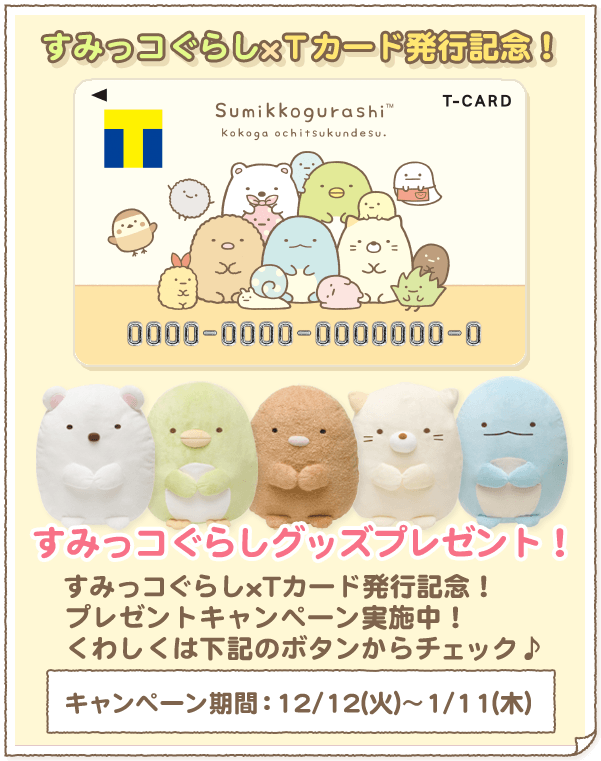 すみっコぐらし×Tカード発行記念！
Sumikkogurashi™
kokoga ochitsukundesu.
T-CARD
T
0000-0000-0000000-0
すみっコぐらしグッズプレゼント！
すみっコぐらし×Tカード発行記念！
プレゼントキャンペーン実施中！
くわしくは下記のボタンからチェック♪
キャンペーン期間：12/12(火)～1/11(木)